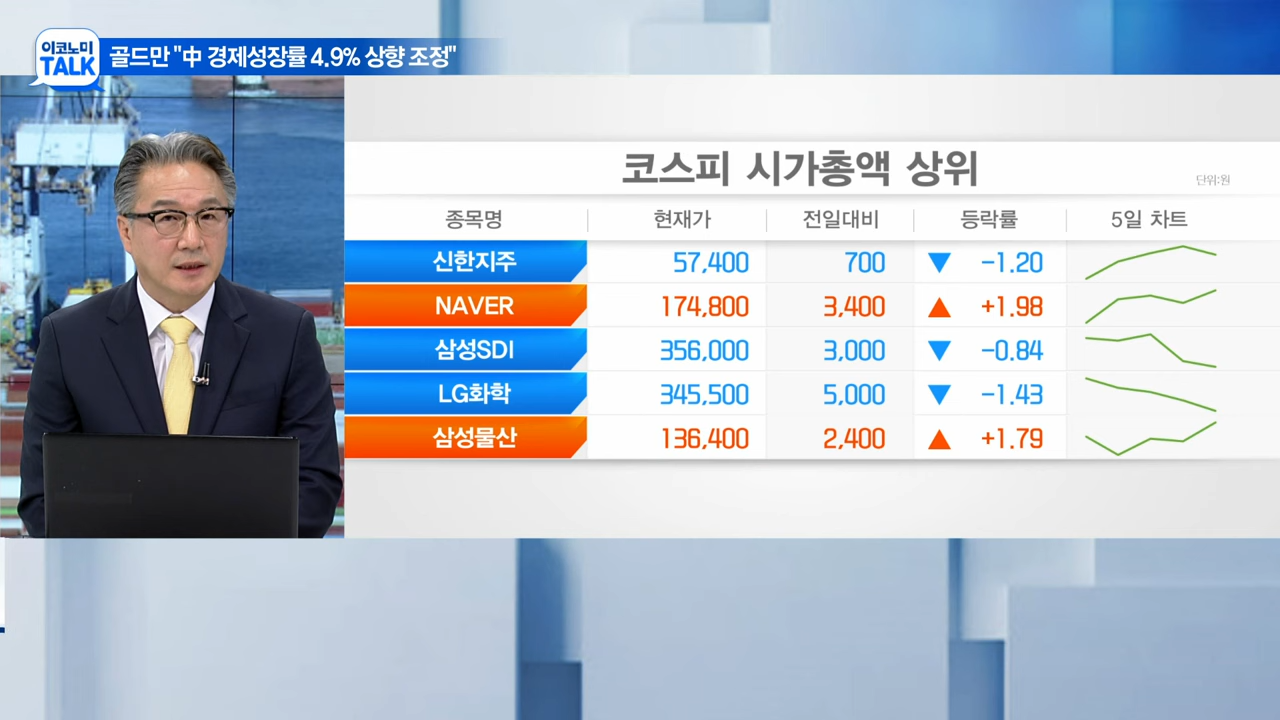 이코노미
TALK
골드만 "中 경제성장률 4.9% 상향 조정"
코스피 시가총액 상위
단위:원
종목명 현재가 전일대비 등락률 5일 차트
신한지주 57,400 700 ▼ -1.20
NAVER 174,800 3,400 ▲ +1.98
삼성SDI 356,000 3,000 ▼ -0.84
LG화학 345,500 5,000 ▼ -1.43
삼성물산 136,400 2,400 ▲ +1.79